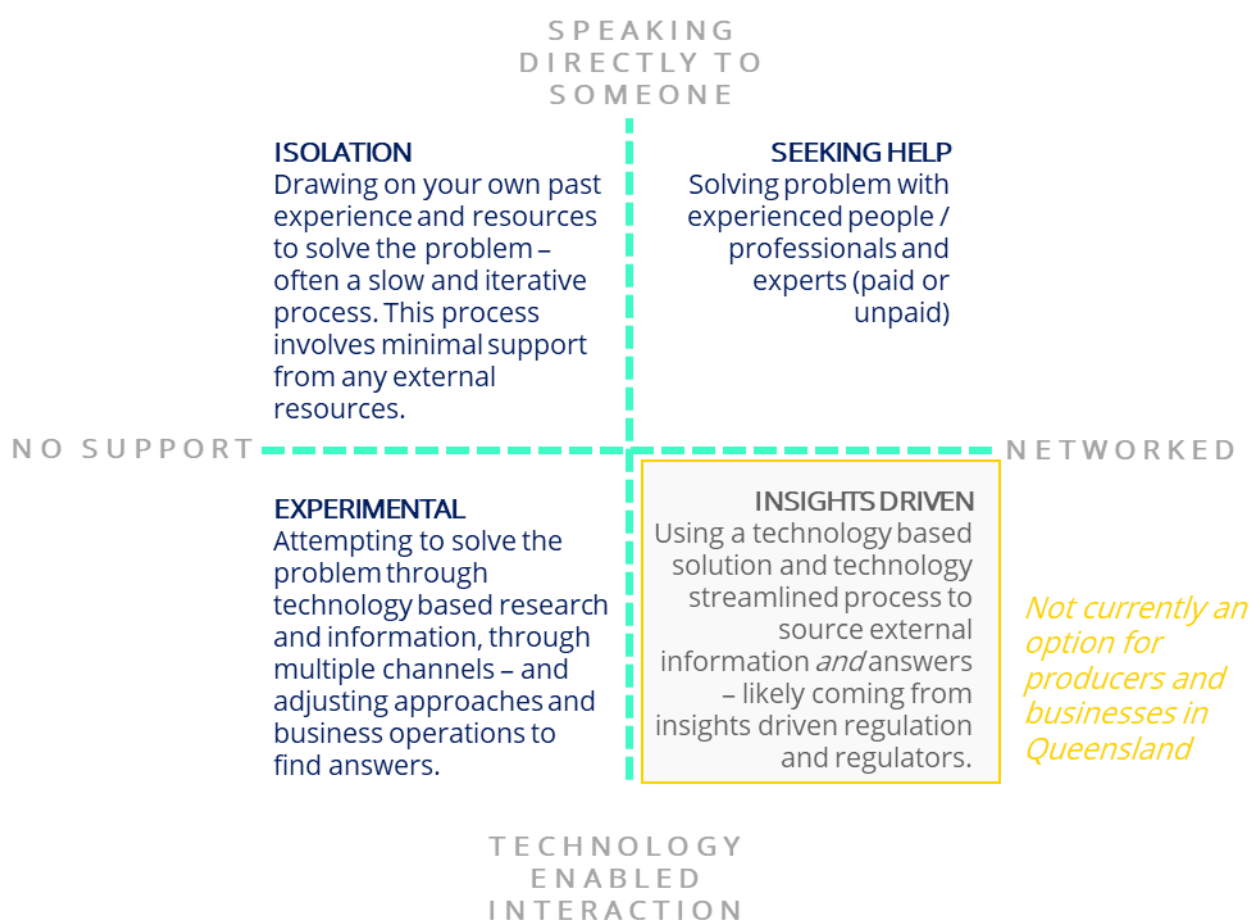 SPEAKING
DIRECTLY TO
SOMEONE
ISOLATION
Drawing on your own past
experience and resources
to solve the problem –
often a slow and iterative
process. This process
involves minimal support
from any external
resources.
SEEKING HELP
Solving problem with
experienced people /
professionals and
experts (paid or
unpaid)
NO SUPPORT
NETWORKED
EXPERIMENTAL
Attempting to solve the
problem through
technology based research
and information, through
multiple channels – and
adjusting approaches and
business operations to
find answers.
INSIGHTS DRIVEN
Using a technology based
solution and technology
streamlined process to
source external
information and answers
– likely coming from
insights driven regulation
and regulators.
Not currently an
option for
producers and
businesses in
Queensland
TECHNOLOGY
ENABLED
INTERACTION